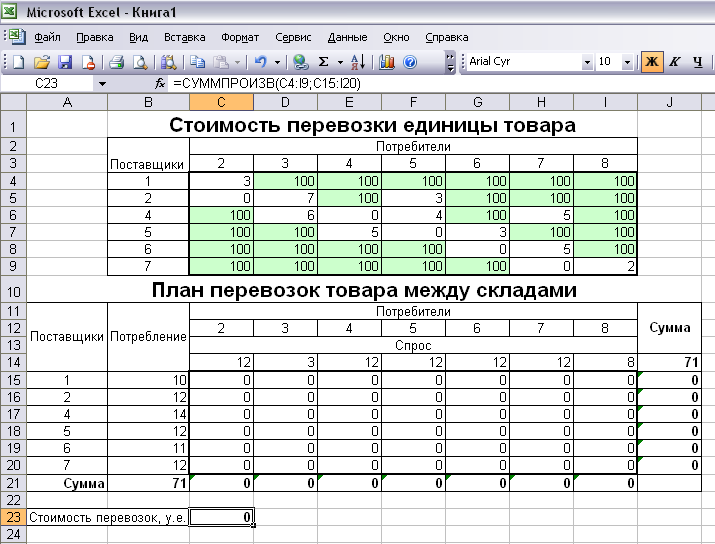 Microsoft Excel - Книга1
Файл Правка Вид Вставка Формат Сервис Данные Окно Справка
Arial Cyr 10 Ж К Ч
C23 fx =СУММПРОИЗВ(C4:I9;C15:I20)
A B C D E F G H I J
1 Стоимость перевозки единицы товара
2 Потребители
3 Поставщики 2 3 4 5 6 7 8
4 1 3 100 100 100 100 100 100
5 2 0 7 100 3 100 100 100
6 4 100 6 0 4 100 5 100
7 5 100 100 5 0 3 100 100
8 6 100 100 100 100 0 5 100
9 7 100 100 100 100 100 0 2
10 План перевозок товара между складами
11 Потребители
12 Поставщики Потребление 2 3 4 5 6 7 8 Сумма
13 Спрос
14 12 3 12 12 12 12 8 71
15 1 10 0 0 0 0 0 0 0 0
16 2 12 0 0 0 0 0 0 0 0
17 4 14 0 0 0 0 0 0 0 0
18 5 12 0 0 0 0 0 0 0 0
19 6 11 0 0 0 0 0 0 0 0
20 7 12 0 0 0 0 0 0 0 0
21 Сумма 71 0 0 0 0 0 0 0
22
23 Стоимость перевозок, у.е. 0
24